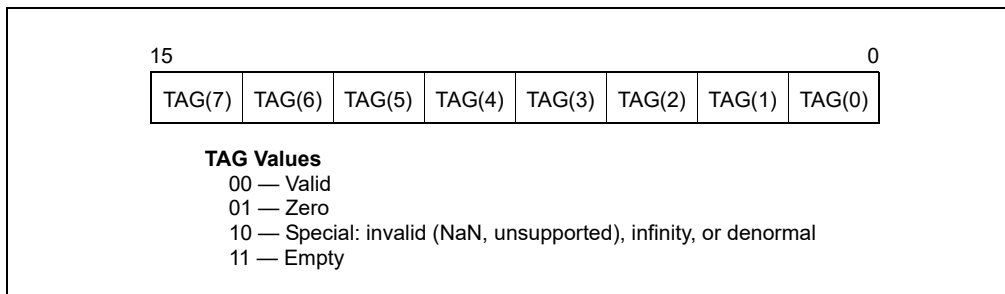 15 0
TAG(7) TAG(6) TAG(5) TAG(4) TAG(3) TAG(2) TAG(1) TAG(0)
TAG Values
00 — Valid
01 — Zero
10 — Special: invalid (NaN, unsupported), infinity, or denormal
11 — Empty